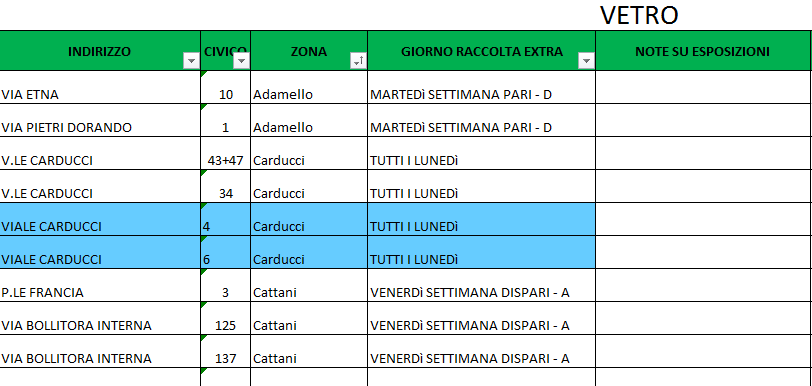 VETRO
INDIRIZZO CIVICO ZONA GIORNO RACCOLTA EXTRA NOTE SU ESPOSIZIONI
VIA ETNA 10 Adamello MARTEDÌ SETTIMANA PARI - D
VIA PIETRI DORANDO 1 Adamello MARTEDÌ SETTIMANA PARI - D
V.LE CARDUCCI 43+47 Carducci TUTTI I LUNEDÌ
V.LE CARDUCCI 34 Carducci TUTTI I LUNEDÌ
VIALE CARDUCCI 4 Carducci TUTTI I LUNEDÌ
VIALE CARDUCCI 6 Carducci TUTTI I LUNEDÌ
P.LE FRANCIA 3 Cattani VENERDÌ SETTIMANA DISPARI - A
VIA BOLLITORA INTERNA 125 Cattani VENERDÌ SETTIMANA DISPARI - A
VIA BOLLITORA INTERNA 137 Cattani VENERDÌ SETTIMANA DISPARI - A